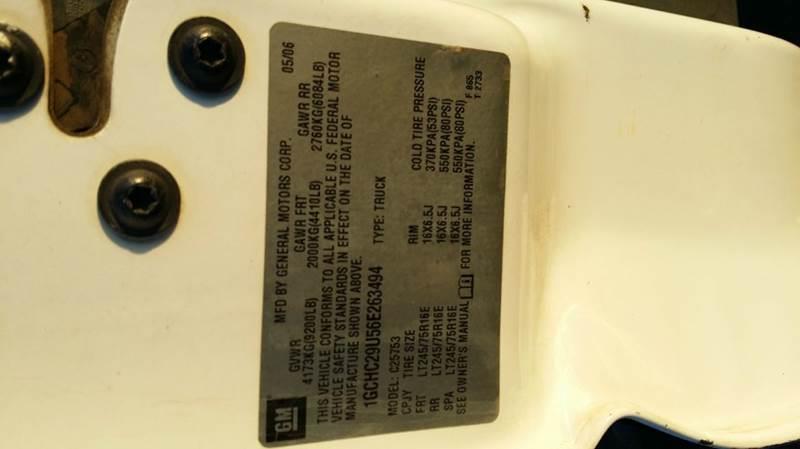 GM MFD BY GENERAL MOTORS CORP. 05/06
GVWR GAWR FRT GAWR RR
4173KG(9200LB) 2000KG(4410LB) 2760KG(6084LB)
THIS VEHICLE CONFORMS TO ALL APPLICABLE U.S. FEDERAL MOTOR
VEHICLE SAFETY STANDARDS IN EFFECT ON THE DATE OF
MANUFACTURE SHOWN ABOVE.
1GCHC29U56E263494 TYPE: TRUCK
MODEL: C25753
CPJY TIRE SIZE RIM COLD TIRE PRESSURE
FRT LT245/75R16E 16X6.5J 370KPA(53PSI)
RR LT245/75R16E 16X6.5J 550KPA(80PSI)
SPA LT245/75R16E 16X6.5J 550KPA(80PSI)
SEE OWNER'S MANUAL FOR MORE INFORMATION.
F 865
T 2733